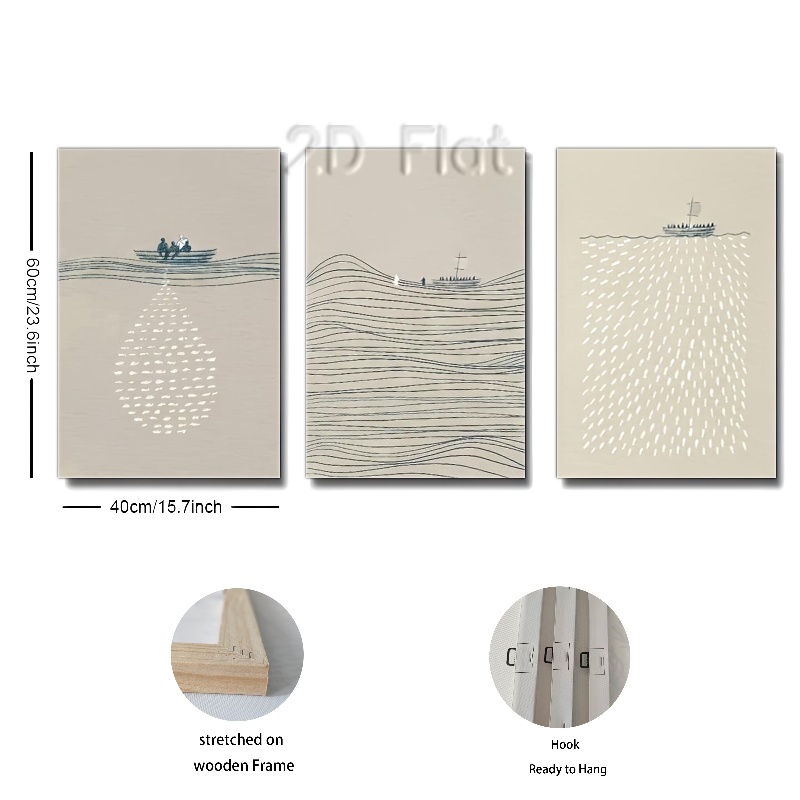 2D Flat
60cm/23.6inch
40cm/15.7inch
stretched on
wooden Frame
Hook
Ready to Hang